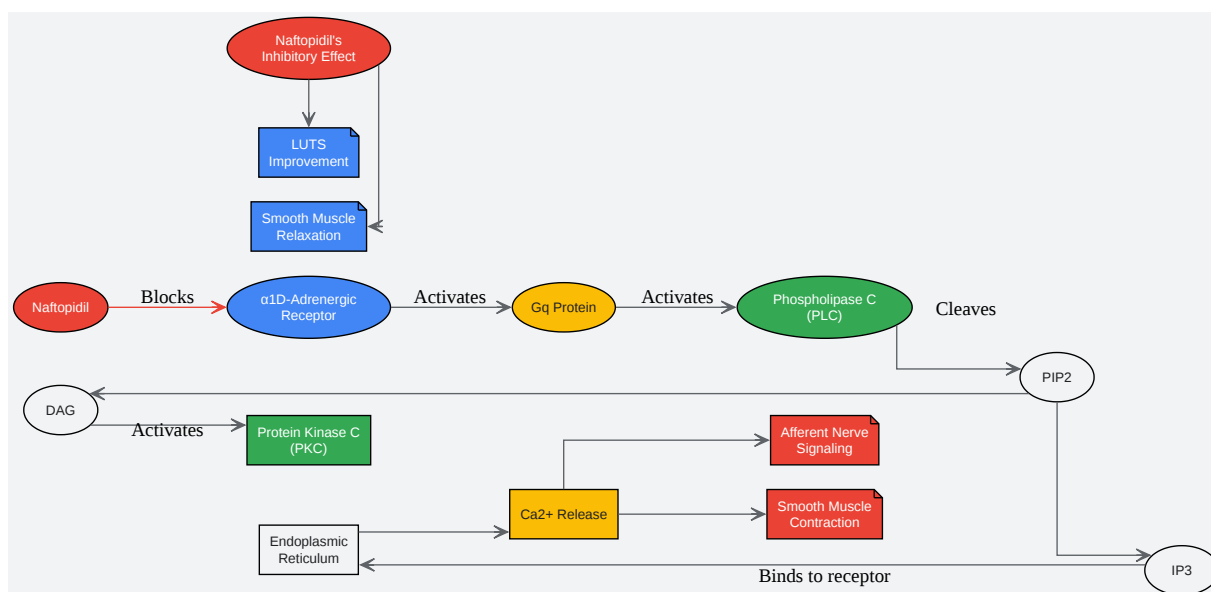 Naftopidil's
Inhibitory Effect
LUTS
Improvement
Smooth Muscle
Relaxation
Naftopidil
Blocks
α1D-Adrenergic
Receptor
Activates
Gq Protein
Activates
Phospholipase C
(PLC)
Cleaves
PIP2
DAG
Activates
Protein Kinase C
(PKC)
Afferent Nerve
Signaling
Ca2+ Release
Smooth Muscle
Contraction
Endoplasmic
Reticulum
Binds to receptor
IP3